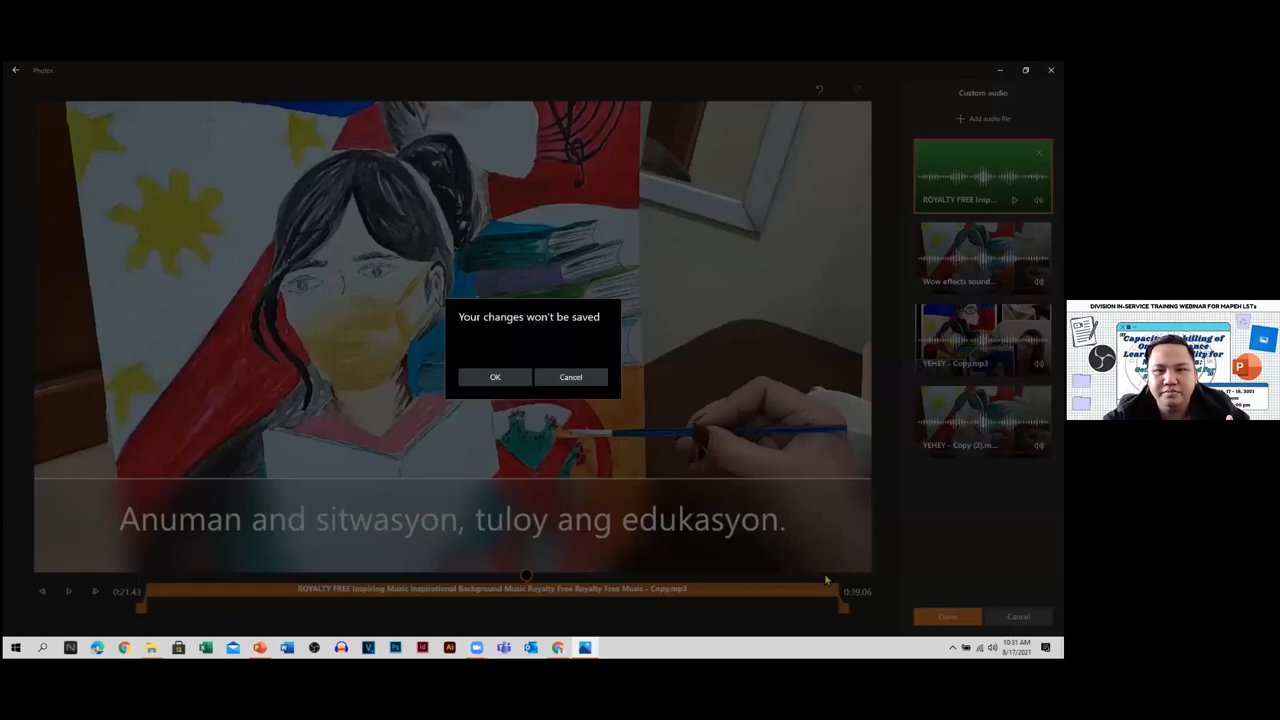 Photos
Custom audio
Add audio file
ROYALTY FREE Insp...
Wow effects sound...
YEHEY - Copy.mp3
YEHEY - Copy (2).m...
Your changes won't be saved
OK
Cancel
Anuman and sitwasyon, tuloy ang edukasyon.
0:21.43
ROYALTY FREE Inspiring Music Inspirational Background Music Royalty Free Royalty Free Music - Copy.mp3
0:39.06
Done
Cancel
10:31 AM
8/17/2021
DIVISION IN-SERVICE TRAINING WEBINAR FOR MAPEH LSTs